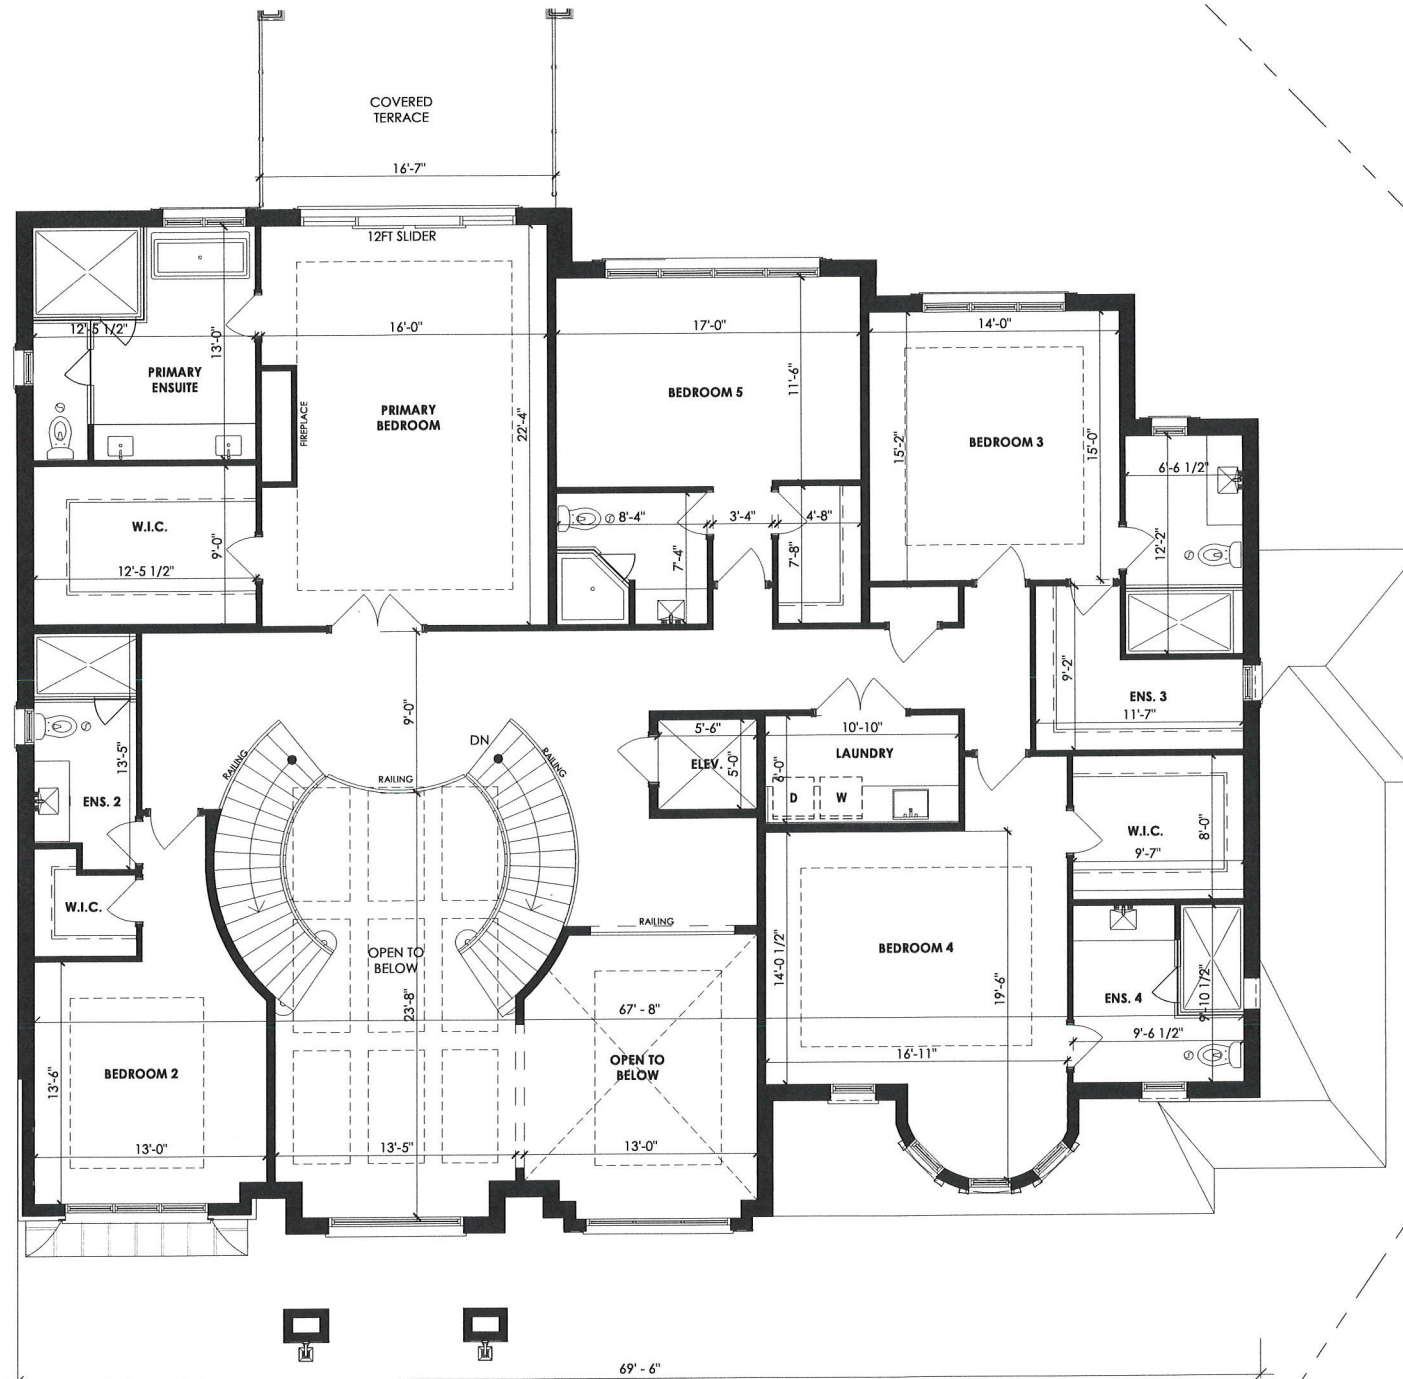 COVERED
TERRACE
16'-7"
12FT SLIDER
12'-5 1/2"
13'-0"
PRIMARY
ENSUITE
16'-0"
FIREPLACE
PRIMARY
BEDROOM
22'-4"
17'-0"
BEDROOM 5
11'-6"
14'-0"
15'-2"
BEDROOM 3
15'-0"
6'-6 1/2"
12'-2"
W.I.C.
9'-0"
12'-5 1/2"
8'-4"
7'-4"
3'-4"
4'-8"
7'-8"
9'-2"
ENS. 3
11'-7"
9'-0"
DN
RAILING
RAILING
RAILING
5'-6"
ELEV.
5'-0"
10'-10"
LAUNDRY
6'-0"
D
W
13'-5"
ENS. 2
W.I.C.
W.I.C.
8'-0"
9'-7"
RAILING
OPEN TO
BELOW
23'-8"
14'-0 1/2"
BEDROOM 4
19'-6"
16'-11"
ENS. 4
9'-10 1/2"
9'-6 1/2"
67' - 8"
OPEN TO
BELOW
BEDROOM 2
13'-6"
13'-0"
13'-5"
13'-0"
69' - 6"